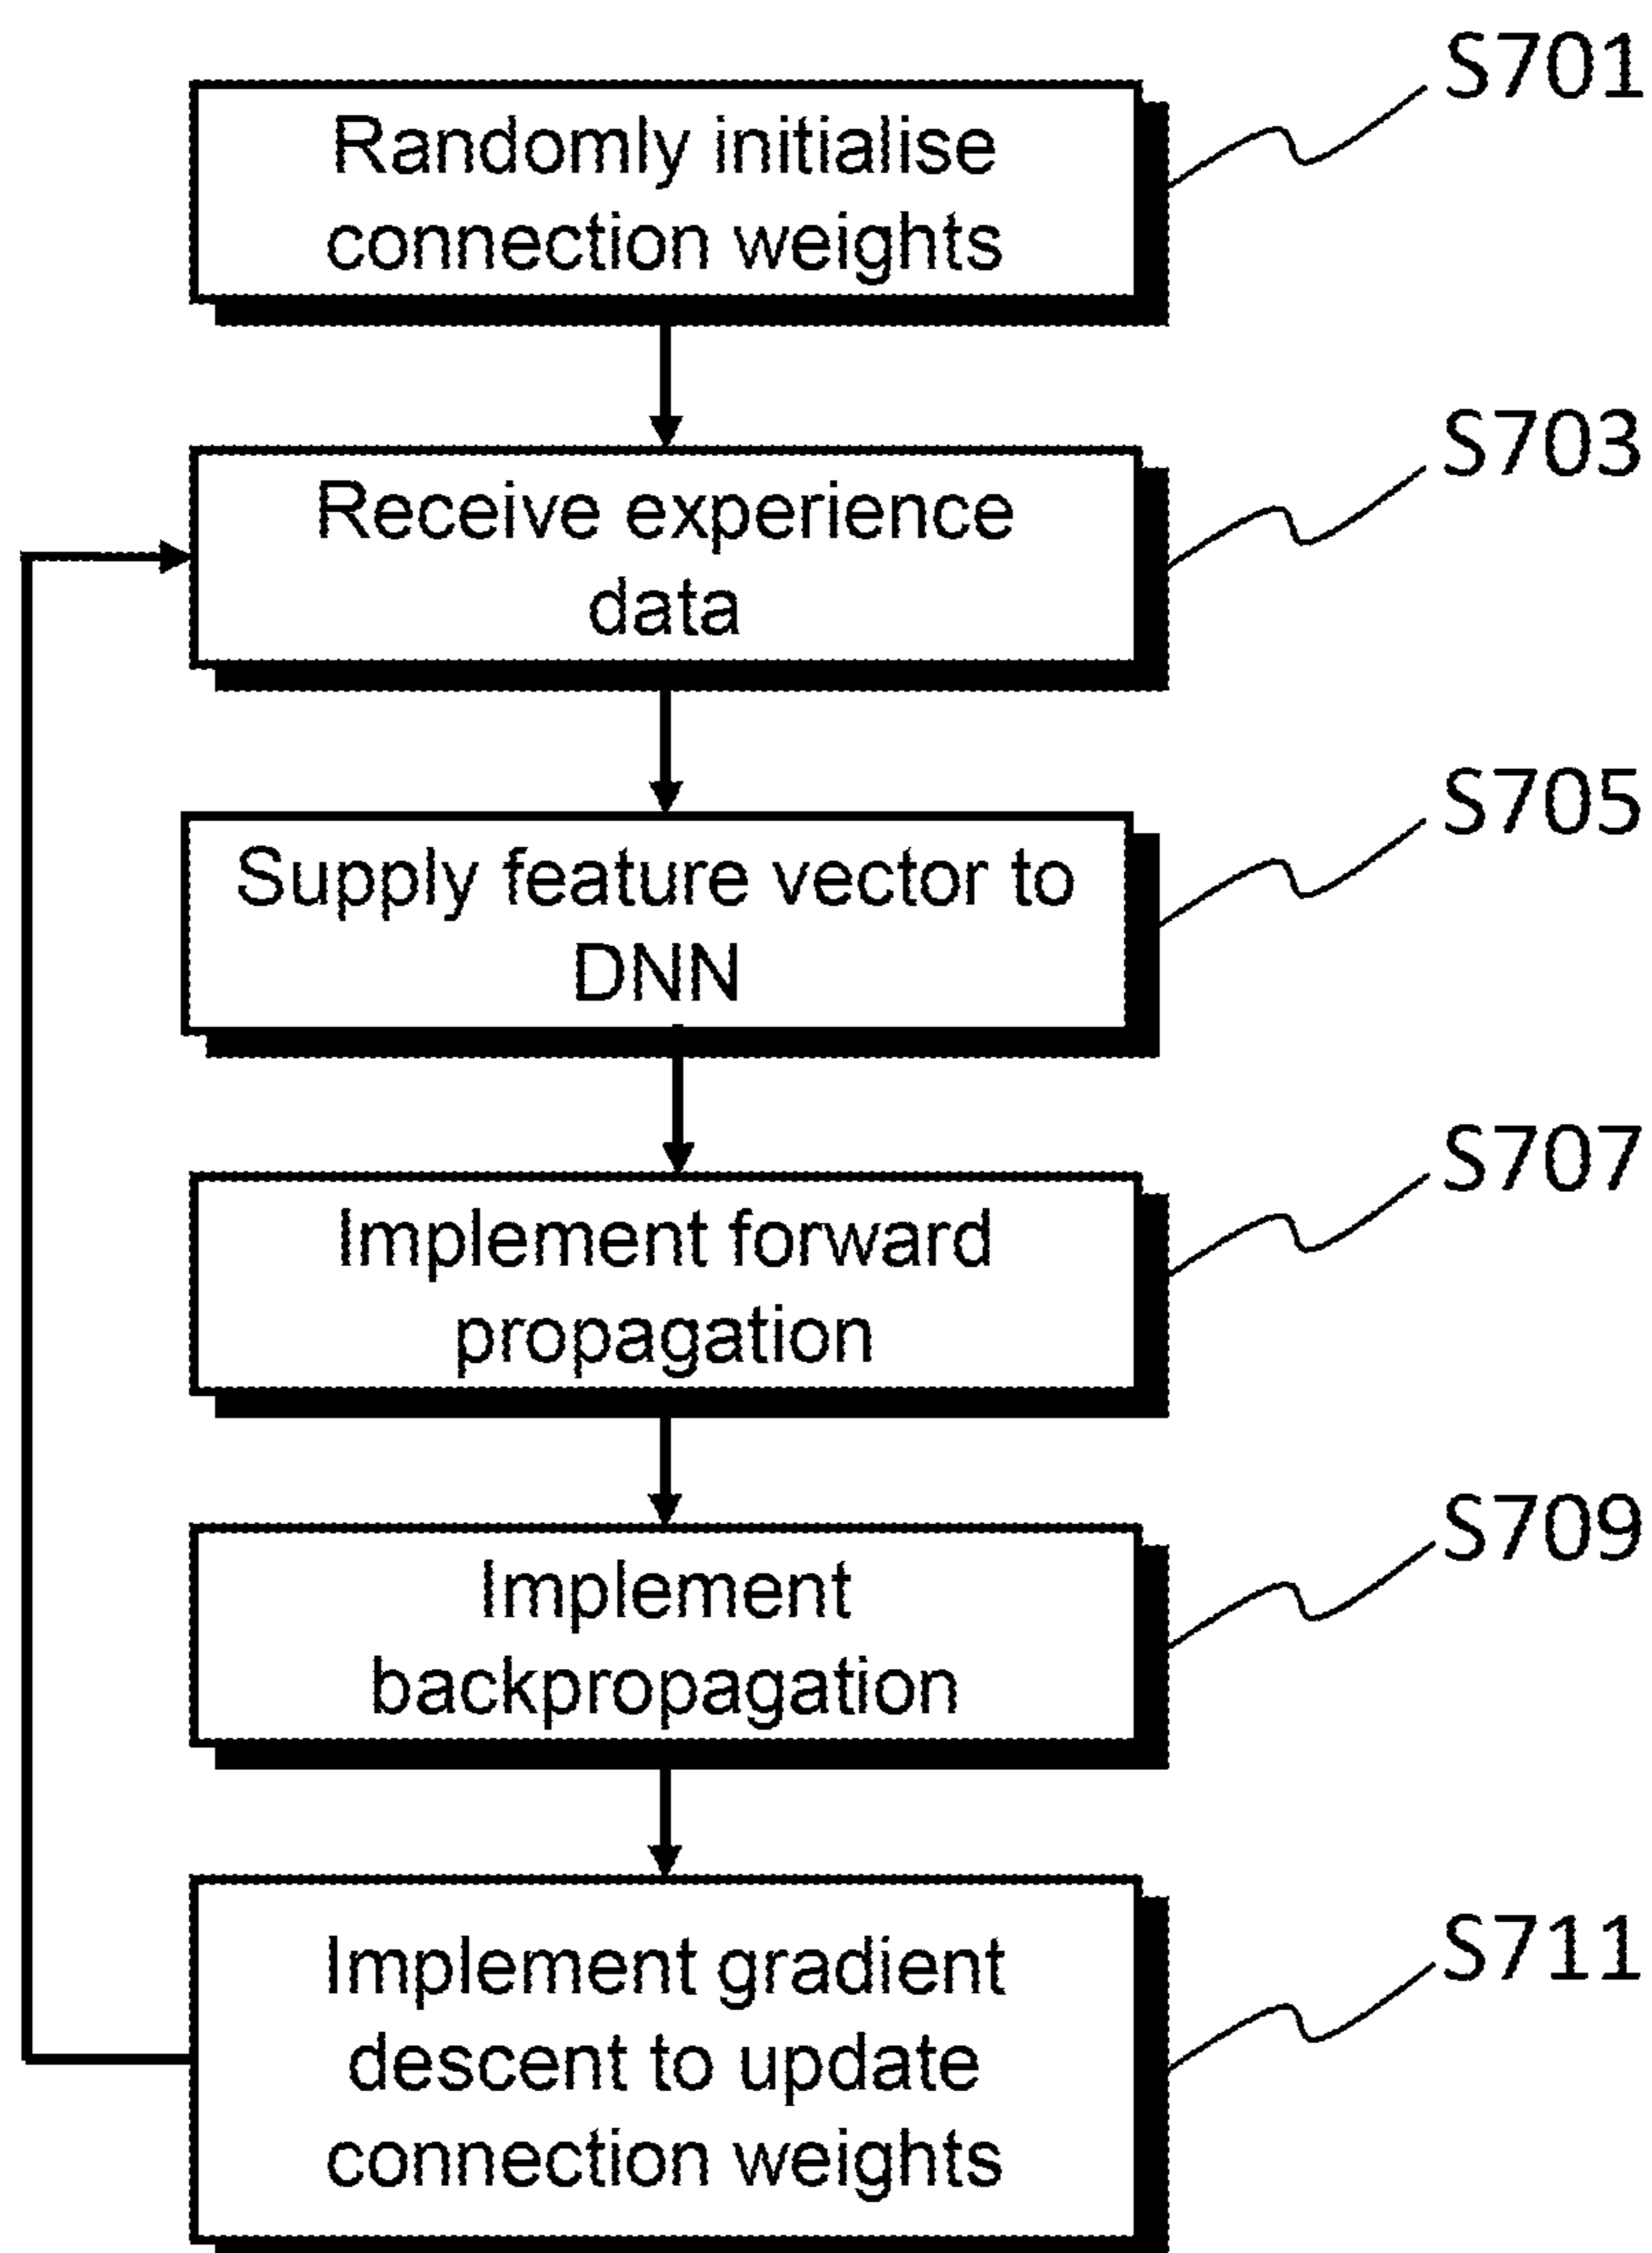 S701
Randomly initialise
connection weights
S703
Receive experience
data
S705
Supply feature vector to
DNN
S707
Implement forward
propagation
S709
Implement
backpropagation
S711
Implement gradient
descent to update
connection weights